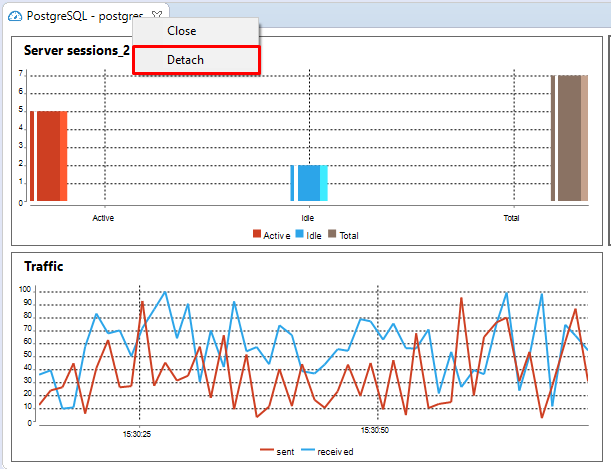 PostgreSQL - postgres
Close
Detach
Server sessions_2
7
6
5
4
3
2
1
0
Active
Idle
Total
Active Idle Total
Traffic
100
90
80
70
60
50
40
30
20
10
0
15:30:25
15:30:50
sent received